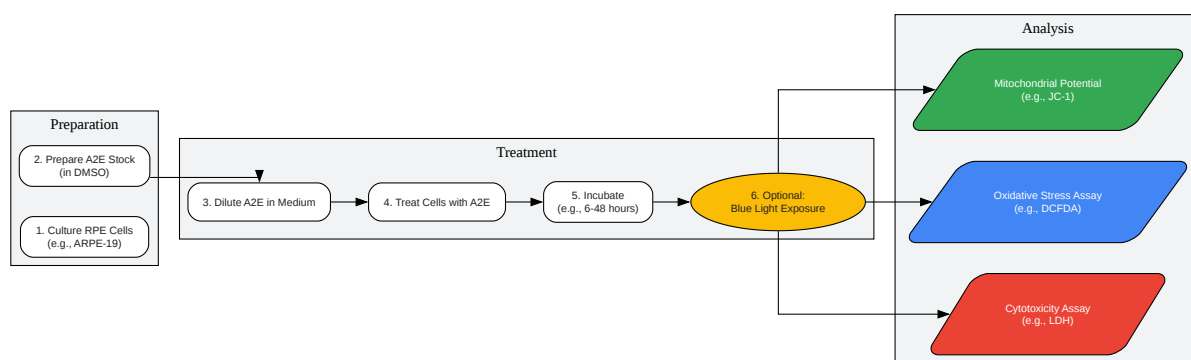 Preparation
2. Prepare A2E Stock
(in DMSO)
1. Culture RPE Cells
(e.g., ARPE-19)
Treatment
3. Dilute A2E in Medium
4. Treat Cells with A2E
5. Incubate
(e.g., 6-48 hours)
6. Optional:
Blue Light Exposure
Analysis
Mitochondrial Potential
(e.g., JC-1)
Oxidative Stress Assay
(e.g., DCFDA)
Cytotoxicity Assay
(e.g., LDH)